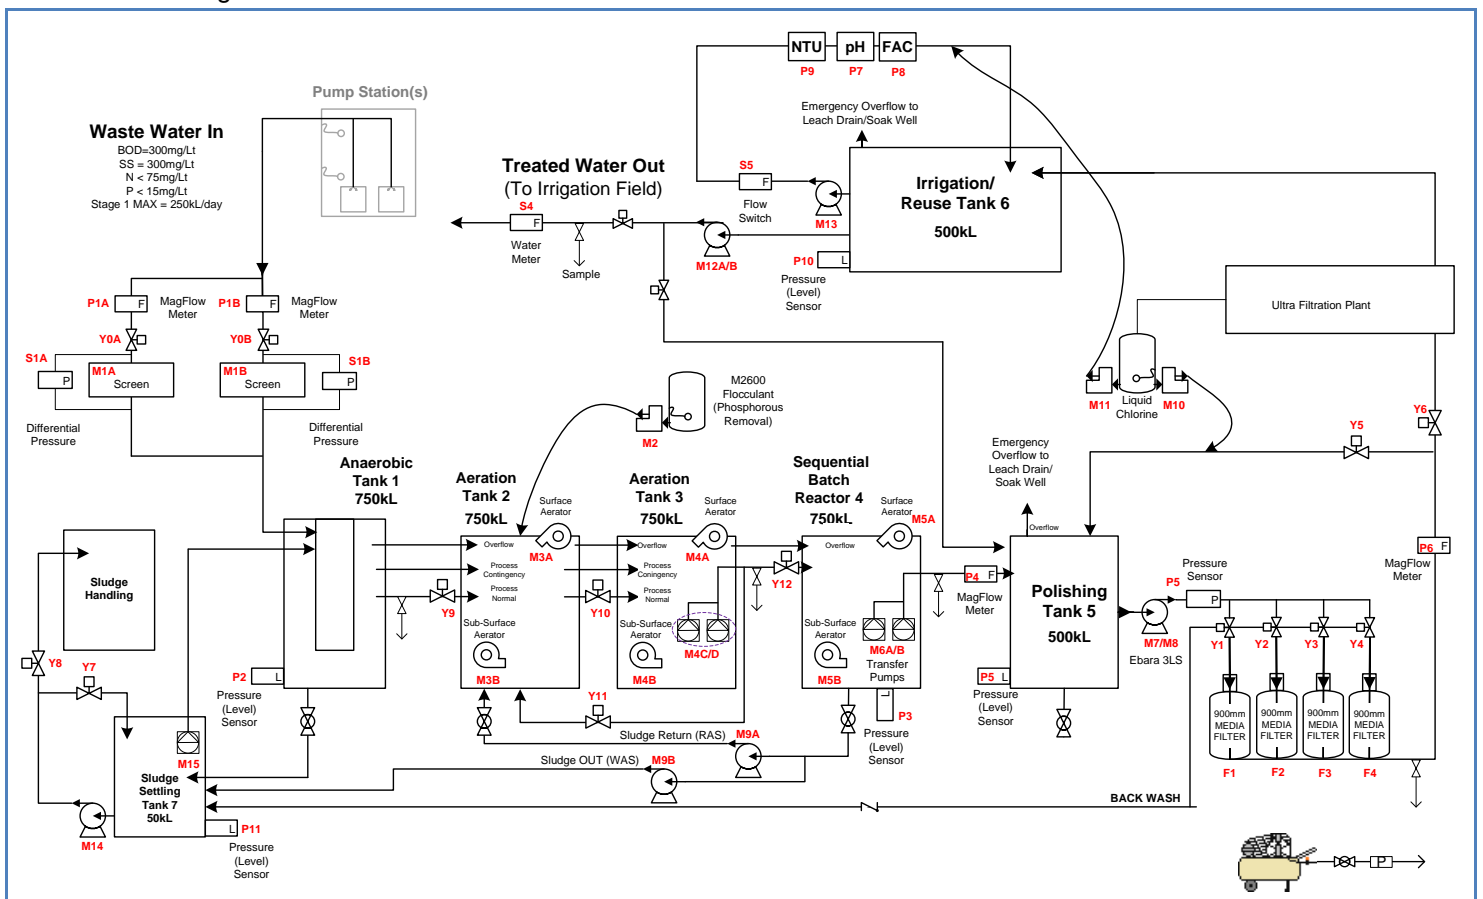 Pump Station(s)
Waste Water In
BOD=300mg/Lt
SS = 300mg/Lt
N < 75mg/Lt
P < 15mg/Lt
Stage 1 MAX = 250kL/day
NTU
pH
FAC
P9
P7
P8
Emergency Overflow to
Leach Drain/Soak Well
Treated Water Out
(To Irrigation Field)
S5
F
Flow
Switch
M13
Irrigation/
Reuse Tank 6
500kL
S4
F
Water
Meter
Sample
M12A/B
P10
L
Pressure
(Level)
Sensor
P1A
F
MagFlow
Meter
P1B
F
MagFlow
Meter
Y0A
Y0B
S1A
P
M1A
Screen
M1B
Screen
S1B
P
Differential
Pressure
Differential
Pressure
Ultra Filtration Plant
M11
Liquid
Chlorine
M10
M2600
Flocculant
(Phosphorous
Removal)
M2
Y6
Y5
Emergency
Overflow to
Leach Drain/
Soak Well
Overflow
Anaerobic
Tank 1
750kL
Aeration
Tank 2
750kL
Surface
Aerator
M3A
Overflow
Process
Contingency
Process
Normal
Sub-Surface
Aerator
M3B
Aeration
Tank 3
750kL
Surface
Aerator
M4A
Overflow
Process
Contingency
Process
Normal
Sub-Surface
Aerator
M4B
M4C/D
Sequential
Batch
Reactor 4
750kL
Surface
Aerator
M5A
Overflow
Sub-Surface
Aerator
M5B
M6A/B
Transfer
Pumps
Y9
Y10
Y12
Y11
P4
F
MagFlow
Meter
L
P3
Pressure
(Level)
Sensor
Polishing
Tank 5
500kL
P5
L
Pressure
(Level)
Sensor
P5
Pressure
Sensor
P
M7/M8
Ebara 3LS
P6
F
MagFlow
Meter
Y1
Y2
Y3
Y4
900mm
MEDIA
FILTER
900mm
MEDIA
FILTER
900mm
MEDIA
FILTER
900mm
MEDIA
FILTER
F1
F2
F3
F4
Sludge
Handling
Y8
Y7
P2
L
Pressure
(Level)
Sensor
M15
Sludge
Settling
Tank 7
50kL
M14
L
P11
Pressure
(Level)
Sensor
Sludge Return (RAS)
M9A
Sludge OUT (WAS)
M9B
BACK WASH
P